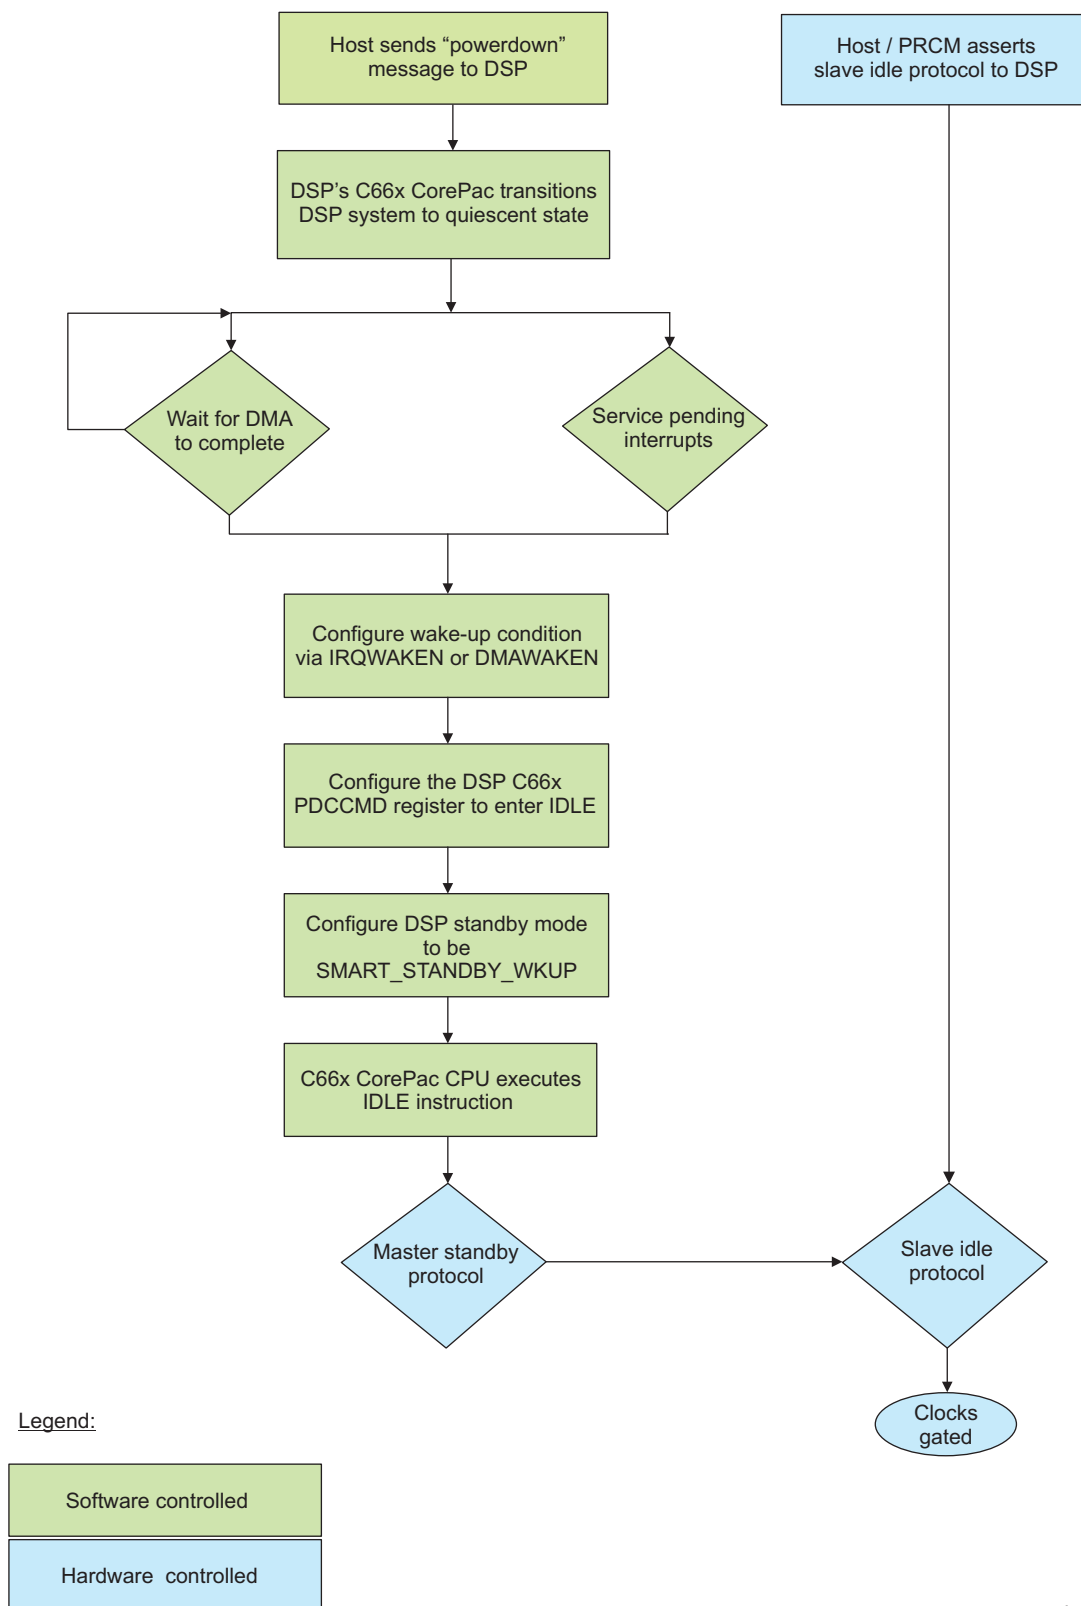 Host sends “powerdown”
message to DSP
Host / PRCM asserts
slave idle protocol to DSP
DSP’s C66x CorePac transitions
DSP system to quiescent state
Wait for DMA
to complete
Service pending
interrupts
Configure wake-up condition
via IRQWAKEN or DMAWAKEN
Configure the DSP C66x
PDCCMD register to enter IDLE
Configure DSP standby mode
to be
SMART_STANDBY_WKUP
C66x CorePac CPU executes
IDLE instruction
Master standby
protocol
Slave idle
protocol
Clocks
gated
Legend:
Software controlled
Hardware controlled